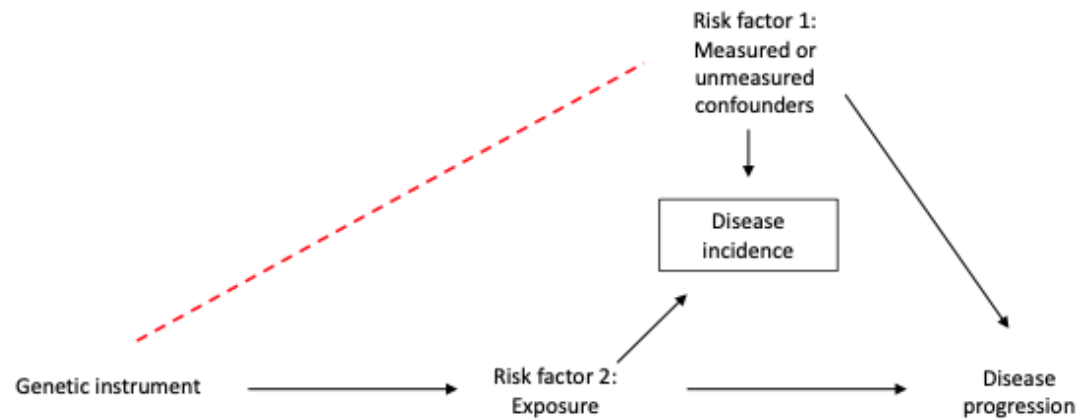 Risk factor 1:
Measured or
unmeasured
confounders
Disease
incidence
Genetic instrument
Risk factor 2:
Exposure
Disease
progression